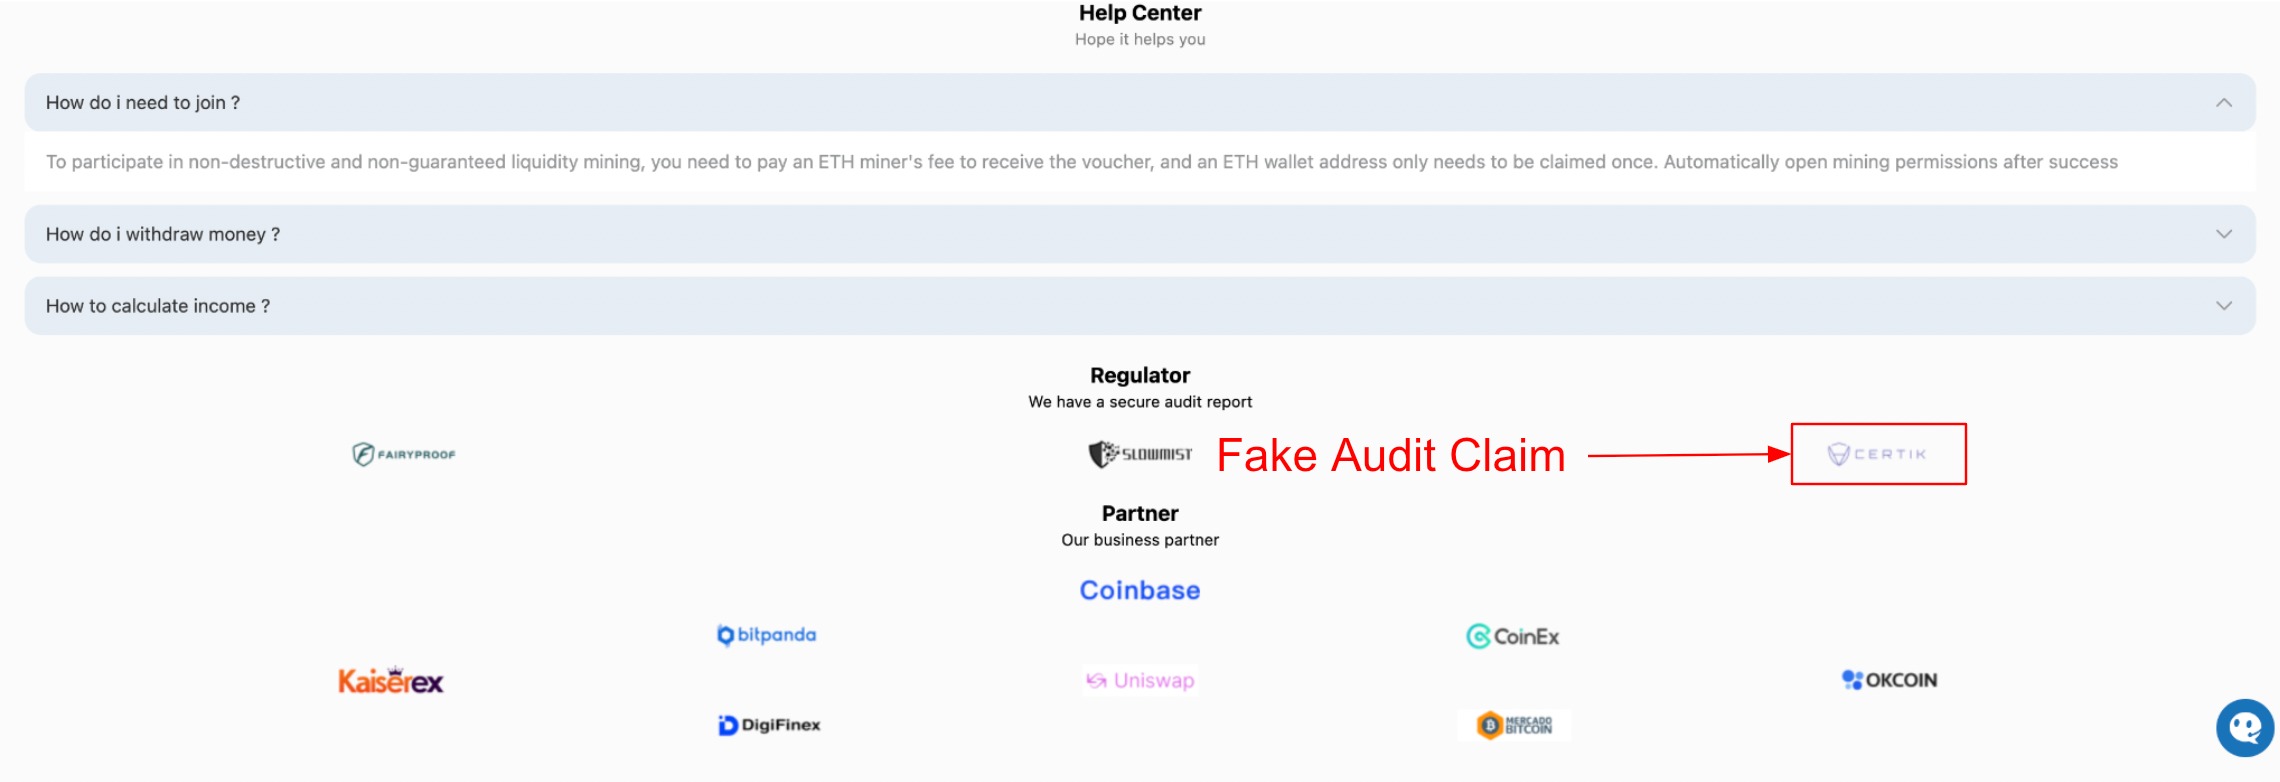 Help Center
Hope it helps you
How do i need to join ?
To participate in non-destructive and non-guaranteed liquidity mining, you need to pay an ETH miner's fee to receive the voucher, and an ETH wallet address only needs to be claimed once. Automatically open mining permissions after success
How do i withdraw money ?
How to calculate income ?
Regulator
We have a secure audit report
FAIRYPROOF
SLOWMIST
Fake Audit Claim
CERTIK
Partner
Our business partner
Coinbase
bitpanda
CoinEx
Kaiserex
Uniswap
OKCOIN
DigiFinex
MERCADO
BITCOIN